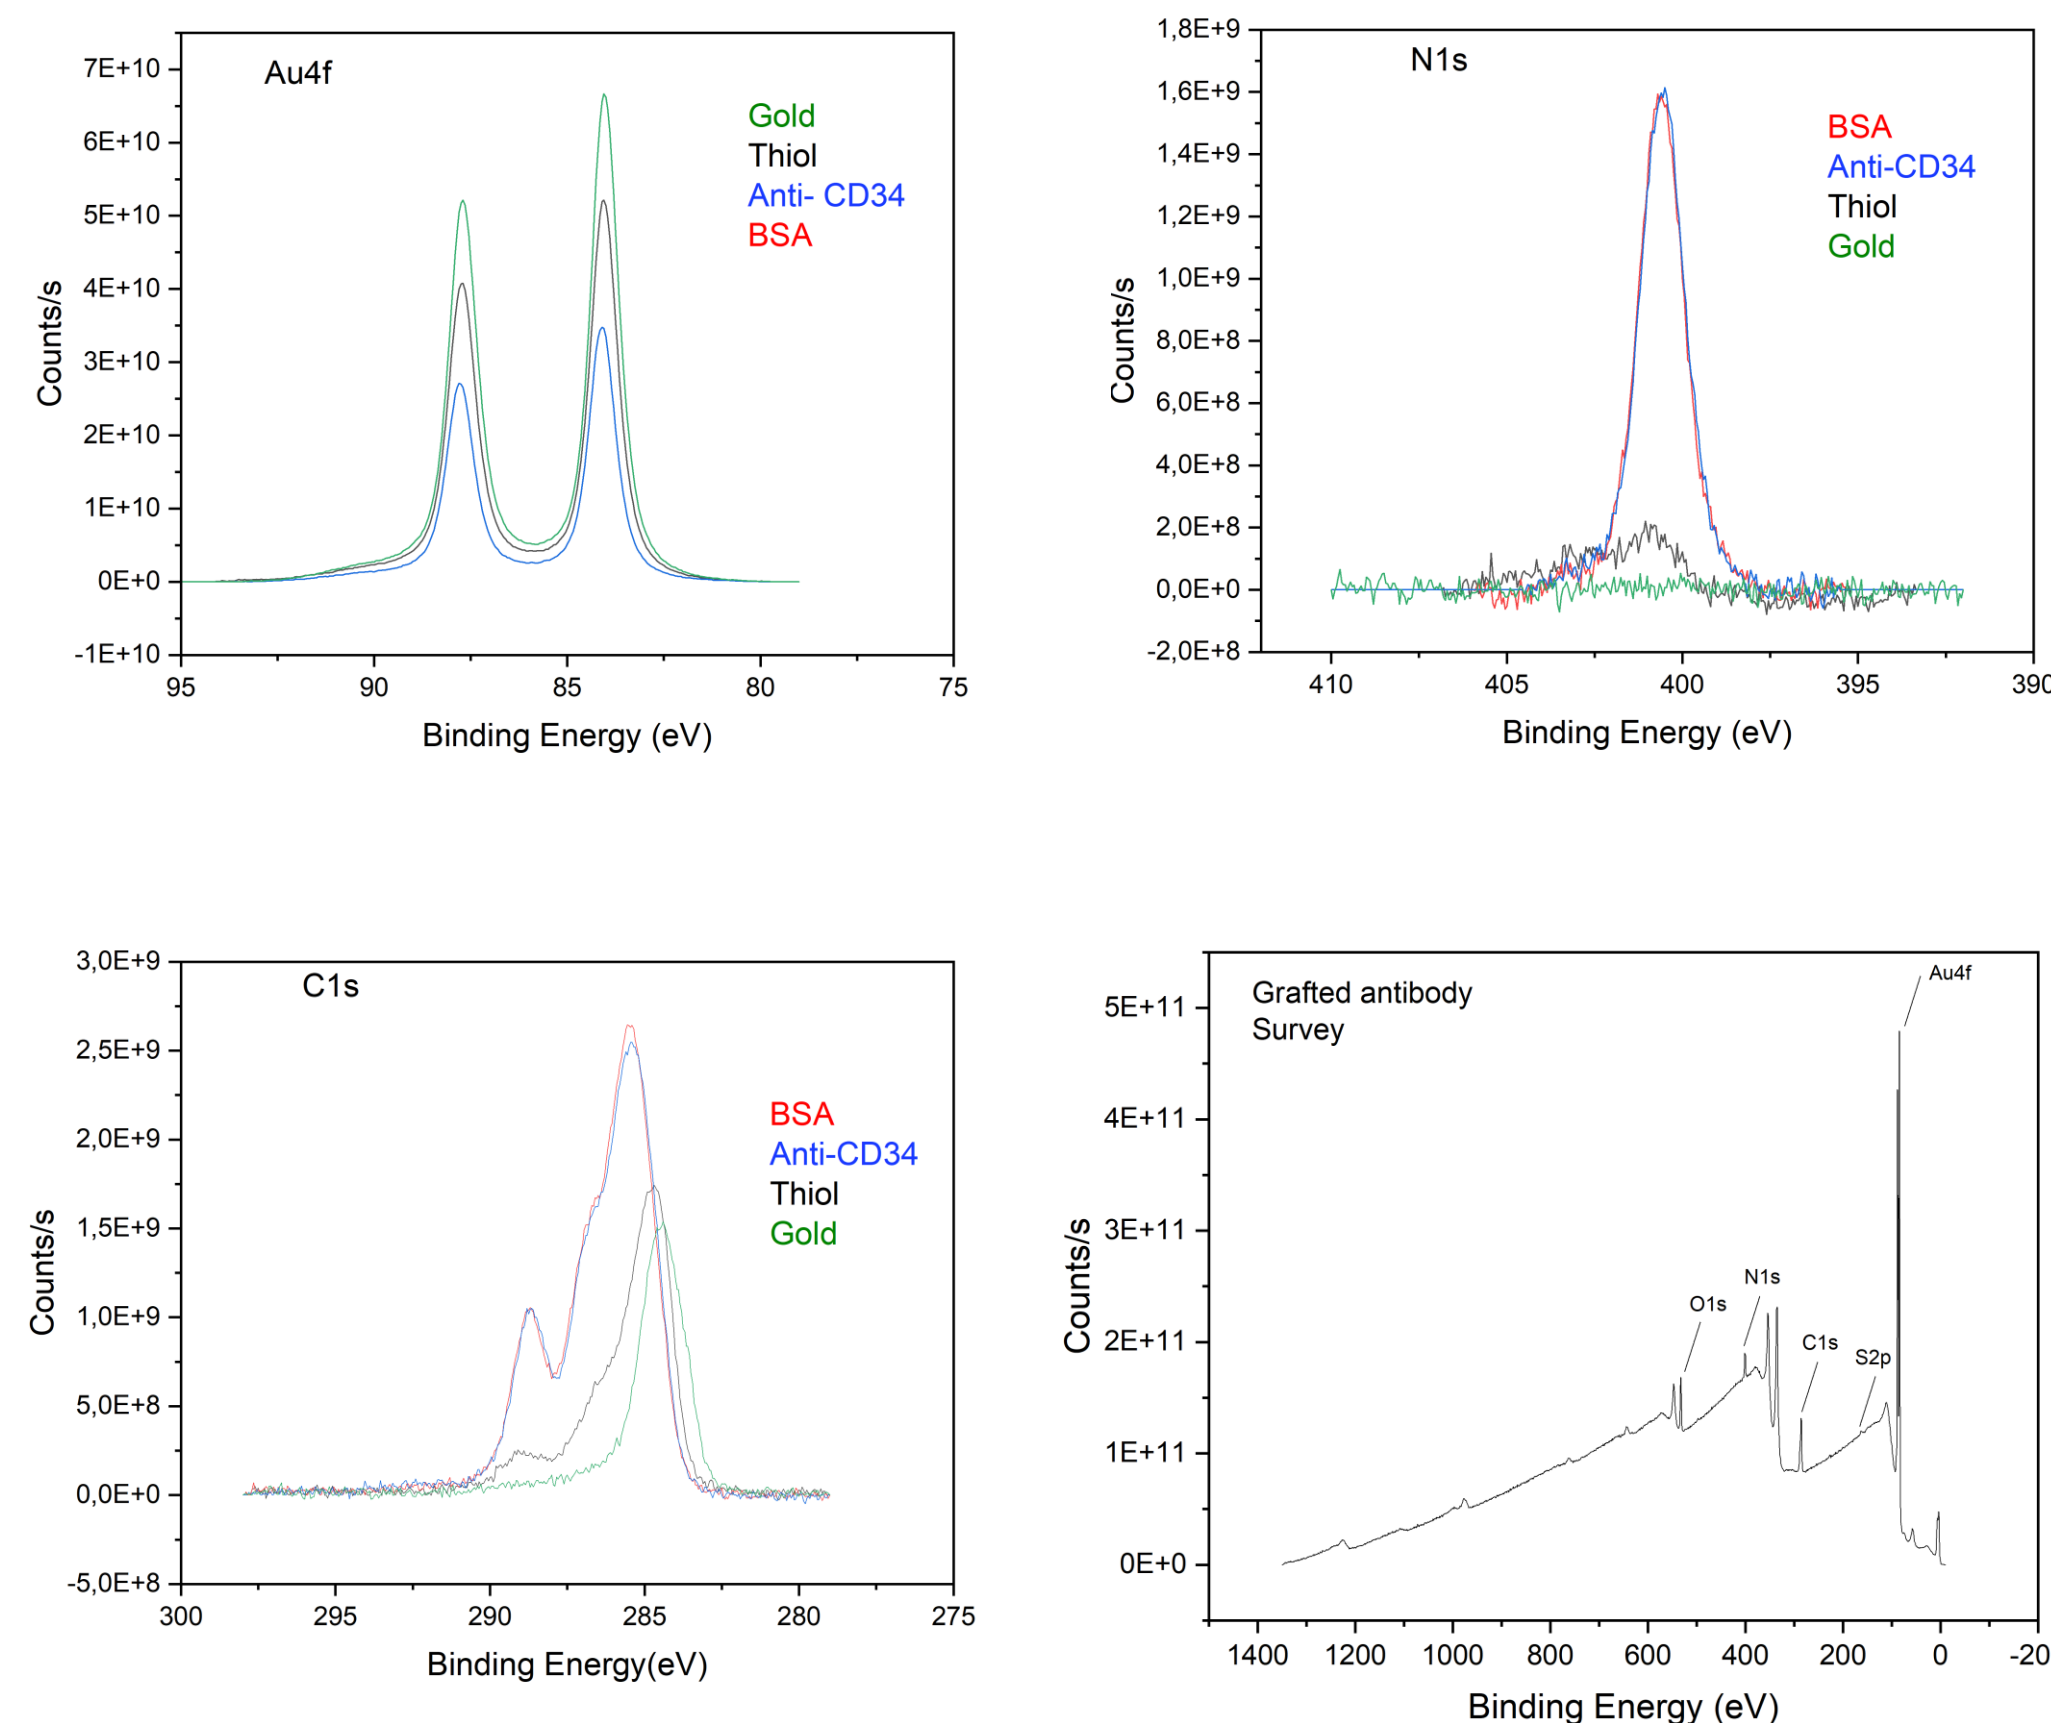 Au4f
Gold
Thiol
Anti- CD34
BSA
7E+10
6E+10
5E+10
4E+10
3E+10
2E+10
1E+10
0E+0
-1E+10
Counts/s
95 90 85 80 75
Binding Energy (eV)
N1s
BSA
Anti-CD34
Thiol
Gold
1,8E+9
1,6E+9
1,4E+9
1,2E+9
1,0E+9
8,0E+8
6,0E+8
4,0E+8
2,0E+8
0,0E+0
-2,0E+8
Counts/s
410 405 400 395 390
Binding Energy (eV)
C1s
BSA
Anti-CD34
Thiol
Gold
3,0E+9
2,5E+9
2,0E+9
1,5E+9
1,0E+9
5,0E+8
0,0E+0
-5,0E+8
Counts/s
300 295 290 285 280 275
Binding Energy(eV)
Grafted antibody
Survey
Au4f
N1s
O1s
C1s
S2p
5E+11
4E+11
3E+11
2E+11
1E+11
0E+0
Counts/s
1400 1200 1000 800 600 400 200 0 -20
Binding Energy (eV)